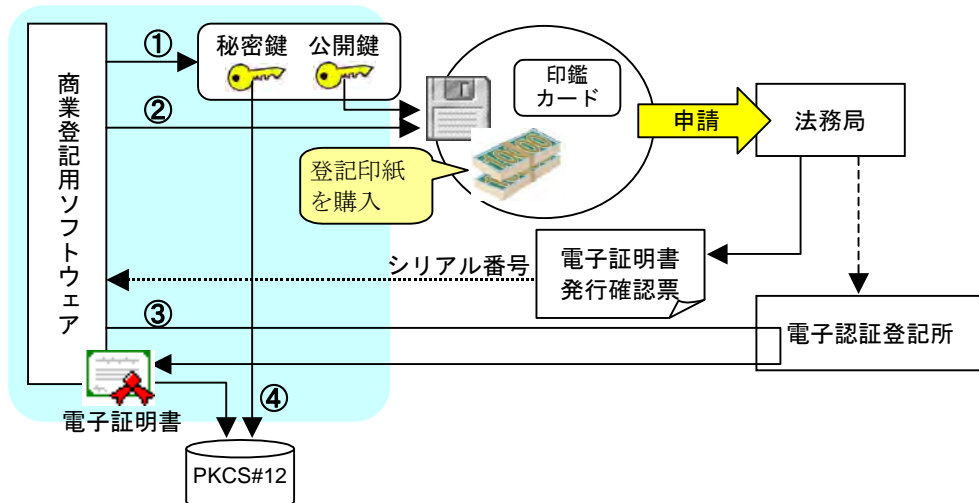 商業登記用ソフトウェア
①
秘密鍵 公開鍵
②
印鑑
カード
申請
法務局
登記印紙
を購入
シリアル番号
電子証明書
発行確認票
③
電子認証登記所
電子証明書
④
PKCS#12